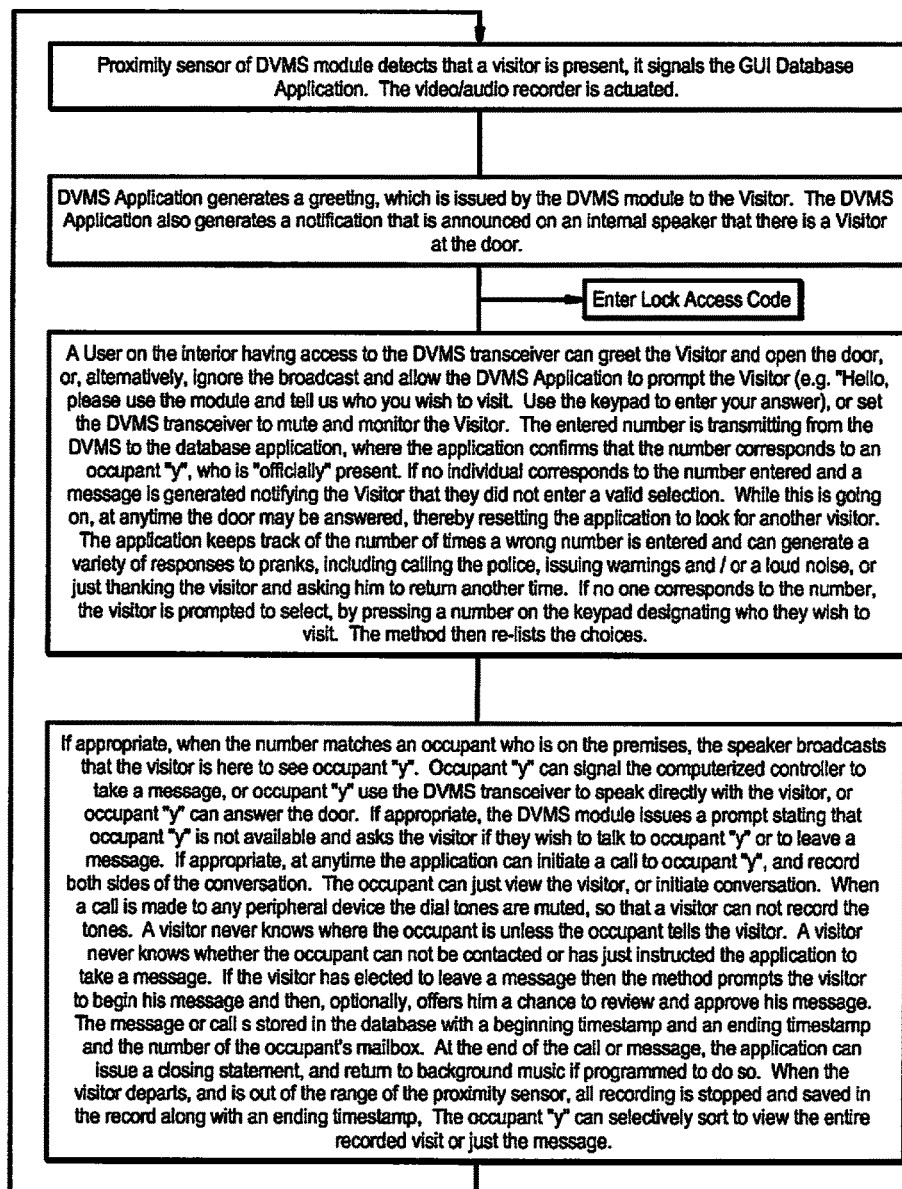 Proximity sensor of DVMS module detects that a visitor is present, it signals the GUI Database
Application. The video/audio recorder is actuated.
DVMS Application generates a greeting, which is issued by the DVMS module to the Visitor. The DVMS
Application also generates a notification that is announced on an internal speaker that there is a Visitor
at the door.
Enter Lock Access Code
A User on the interior having access to the DVMS transceiver can greet the Visitor and open the door,
or, alternatively, ignore the broadcast and allow the DVMS Application to prompt the Visitor (e.g. "Hello,
please use the module and tell us who you wish to visit. Use the keypad to enter your answer), or set
the DVMS transceiver to mute and monitor the Visitor. The entered number is transmitting from the
DVMS to the database application, where the application confirms that the number corresponds to an
occupant "y", who is "officially" present. If no individual corresponds to the number entered and a
message is generated notifying the Visitor that they did not enter a valid selection. While this is going
on, at anytime the door may be answered, thereby resetting the application to look for another visitor.
The application keeps track of the number of times a wrong number is entered and can generate a
variety of responses to pranks, including calling the police, issuing warnings and / or a loud noise, or
just thanking the visitor and asking him to return another time. If no one corresponds to the number,
the visitor is prompted to select, by pressing a number on the keypad designating who they wish to
visit. The method then re-lists the choices.
If appropriate, when the number matches an occupant who is on the premises, the speaker broadcasts
that the visitor is here to see occupant "y". Occupant "y" can signal the computerized controller to
take a message, or occupant "y" use the DVMS transceiver to speak directly with the visitor, or
occupant "y" can answer the door. If appropriate, the DVMS module issues a prompt stating that
occupant "y" is not available and asks the visitor if they wish to talk to occupant "y" or to leave a
message. If appropriate, at anytime the application can initiate a call to occupant "y", and record
both sides of the conversation. The occupant can just view the visitor, or initiate conversation. When
a call is made to any peripheral device the dial tones are muted, so that a visitor can not record the
tones. A visitor never knows where the occupant is unless the occupant tells the visitor. A visitor
never knows whether the occupant can not be contacted or has just instructed the application to
take a message. If the visitor has elected to leave a message then the method prompts the visitor
to begin his message and then, optionally, offers him a chance to review and approve his message.
The message or call s stored in the database with a beginning timestamp and an ending timestamp
and the number of the occupant's mailbox. At the end of the call or message, the application can
issue a closing statement, and return to background music if programmed to do so. When the
visitor departs, and is out of the range of the proximity sensor, all recording is stopped and saved in
the record along with an ending timestamp, The occupant "y" can selectively sort to view the entire
recorded visit or just the message.